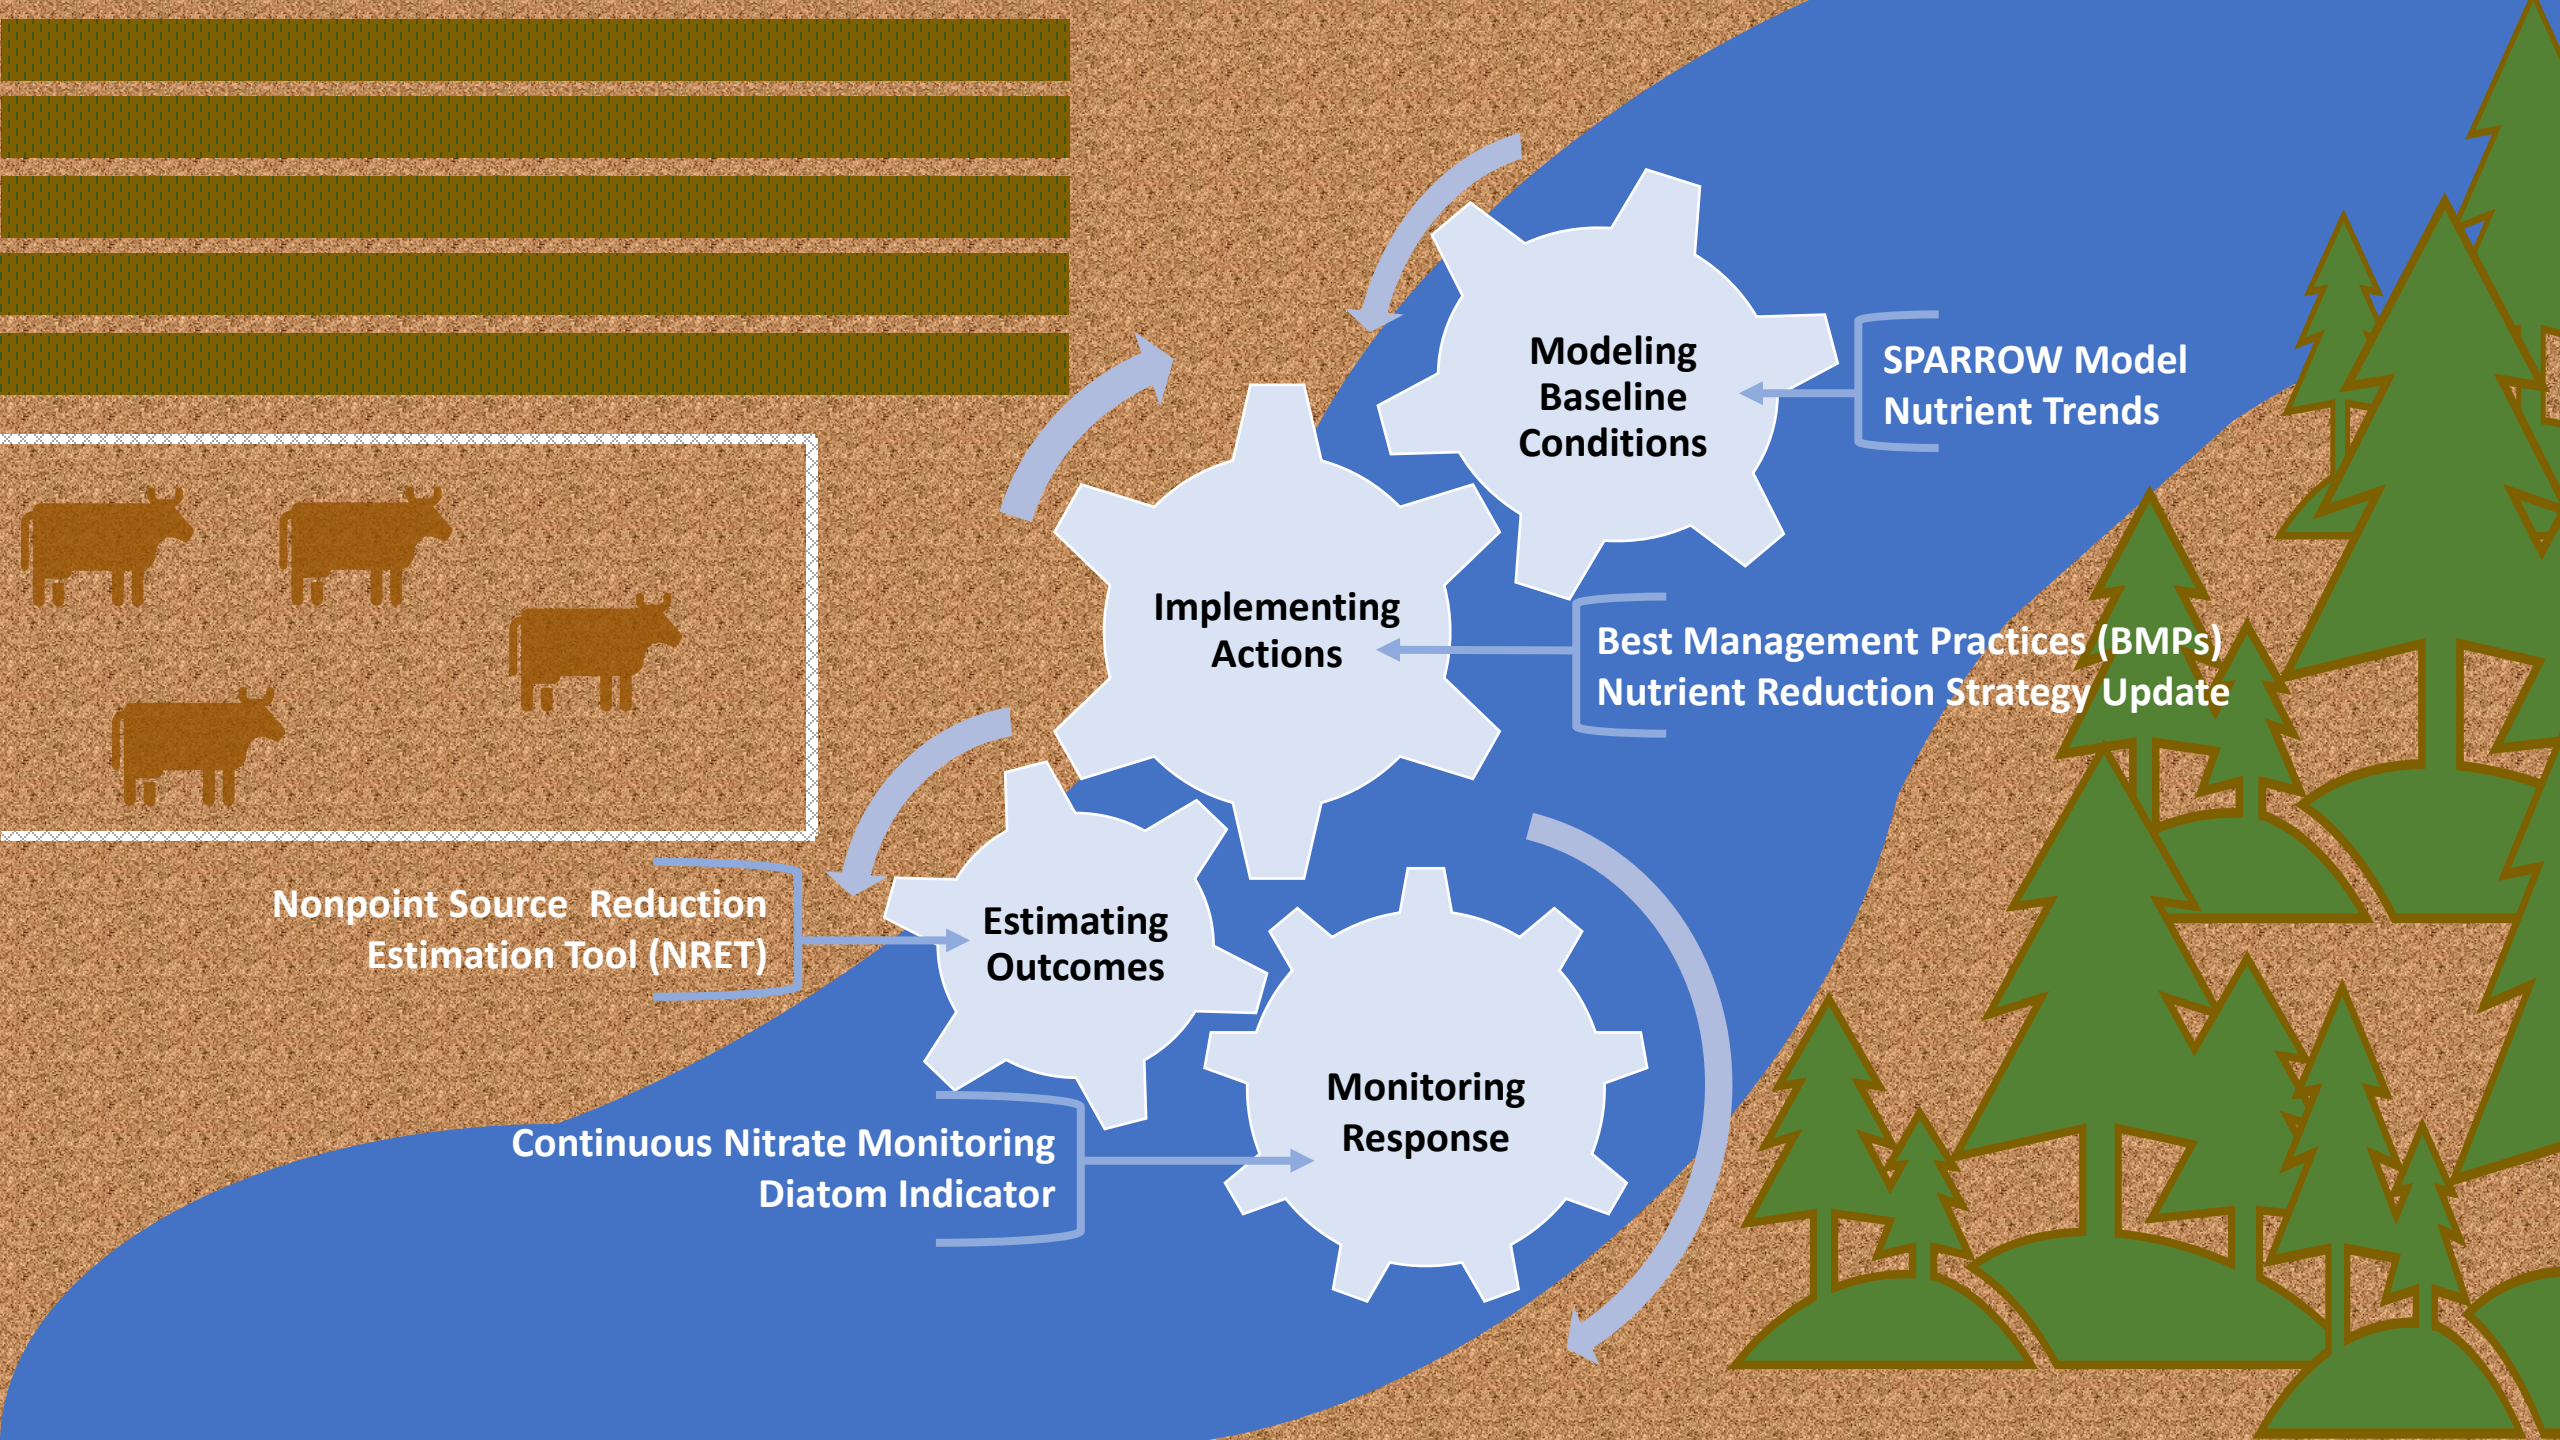 Modeling
Baseline
Conditions
SPARROW Model
Nutrient Trends
Implementing
Actions
Best Management Practices (BMPs)
Nutrient Reduction Strategy Update
Nonpoint Source  Reduction
Estimation Tool (NRET)
Estimating
Outcomes
Continuous Nitrate Monitoring
Diatom Indicator
Monitoring
Response